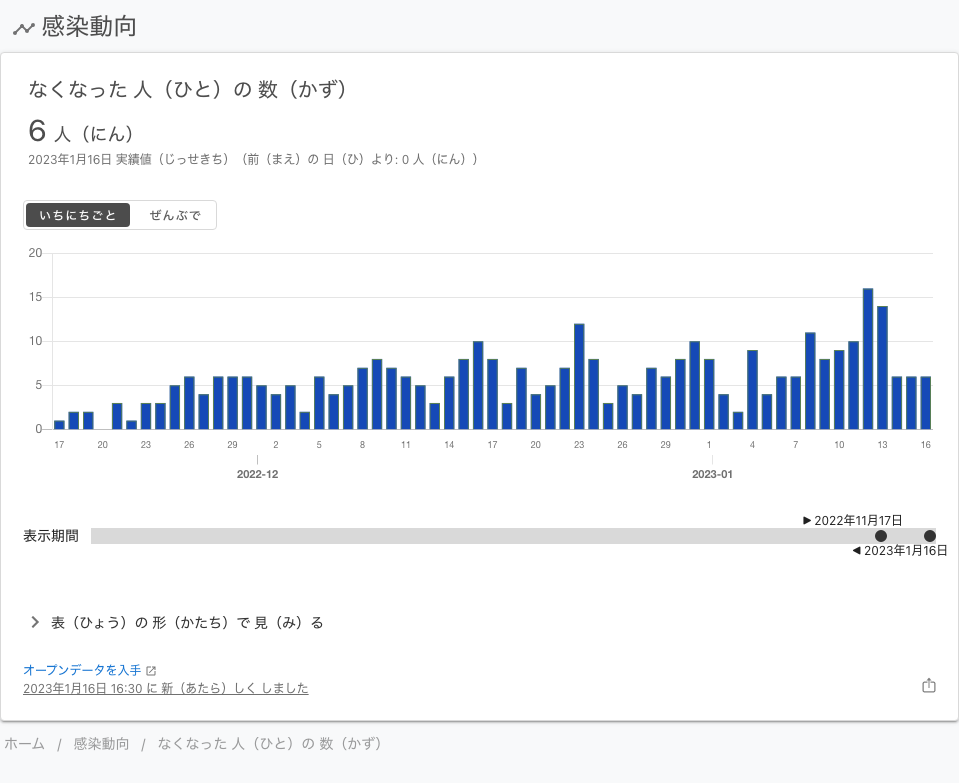 感染動向
なくなった 人（ひと）の 数（かず）
6 人（にん）
2023年1月16日 実績値（じっせきち）（前（まえ）の 日（ひ）より: 0 人（にん））
いちにちごと ぜんぶで
20
15
10
5
0
17 20 23 26 29 2 5 8 11 14 17 20 23 26 29 1 4 7 10 13 16
2022-12 2023-01
▶ 2022年11月17日
表示期間
◀ 2023年1月16日
表（ひょう）の 形（かたち）で 見（み）る
オープンデータを入手
2023年1月16日 16:30 に 新（あたら）しく しました
ホーム / 感染動向 / なくなった 人（ひと）の 数（かず）